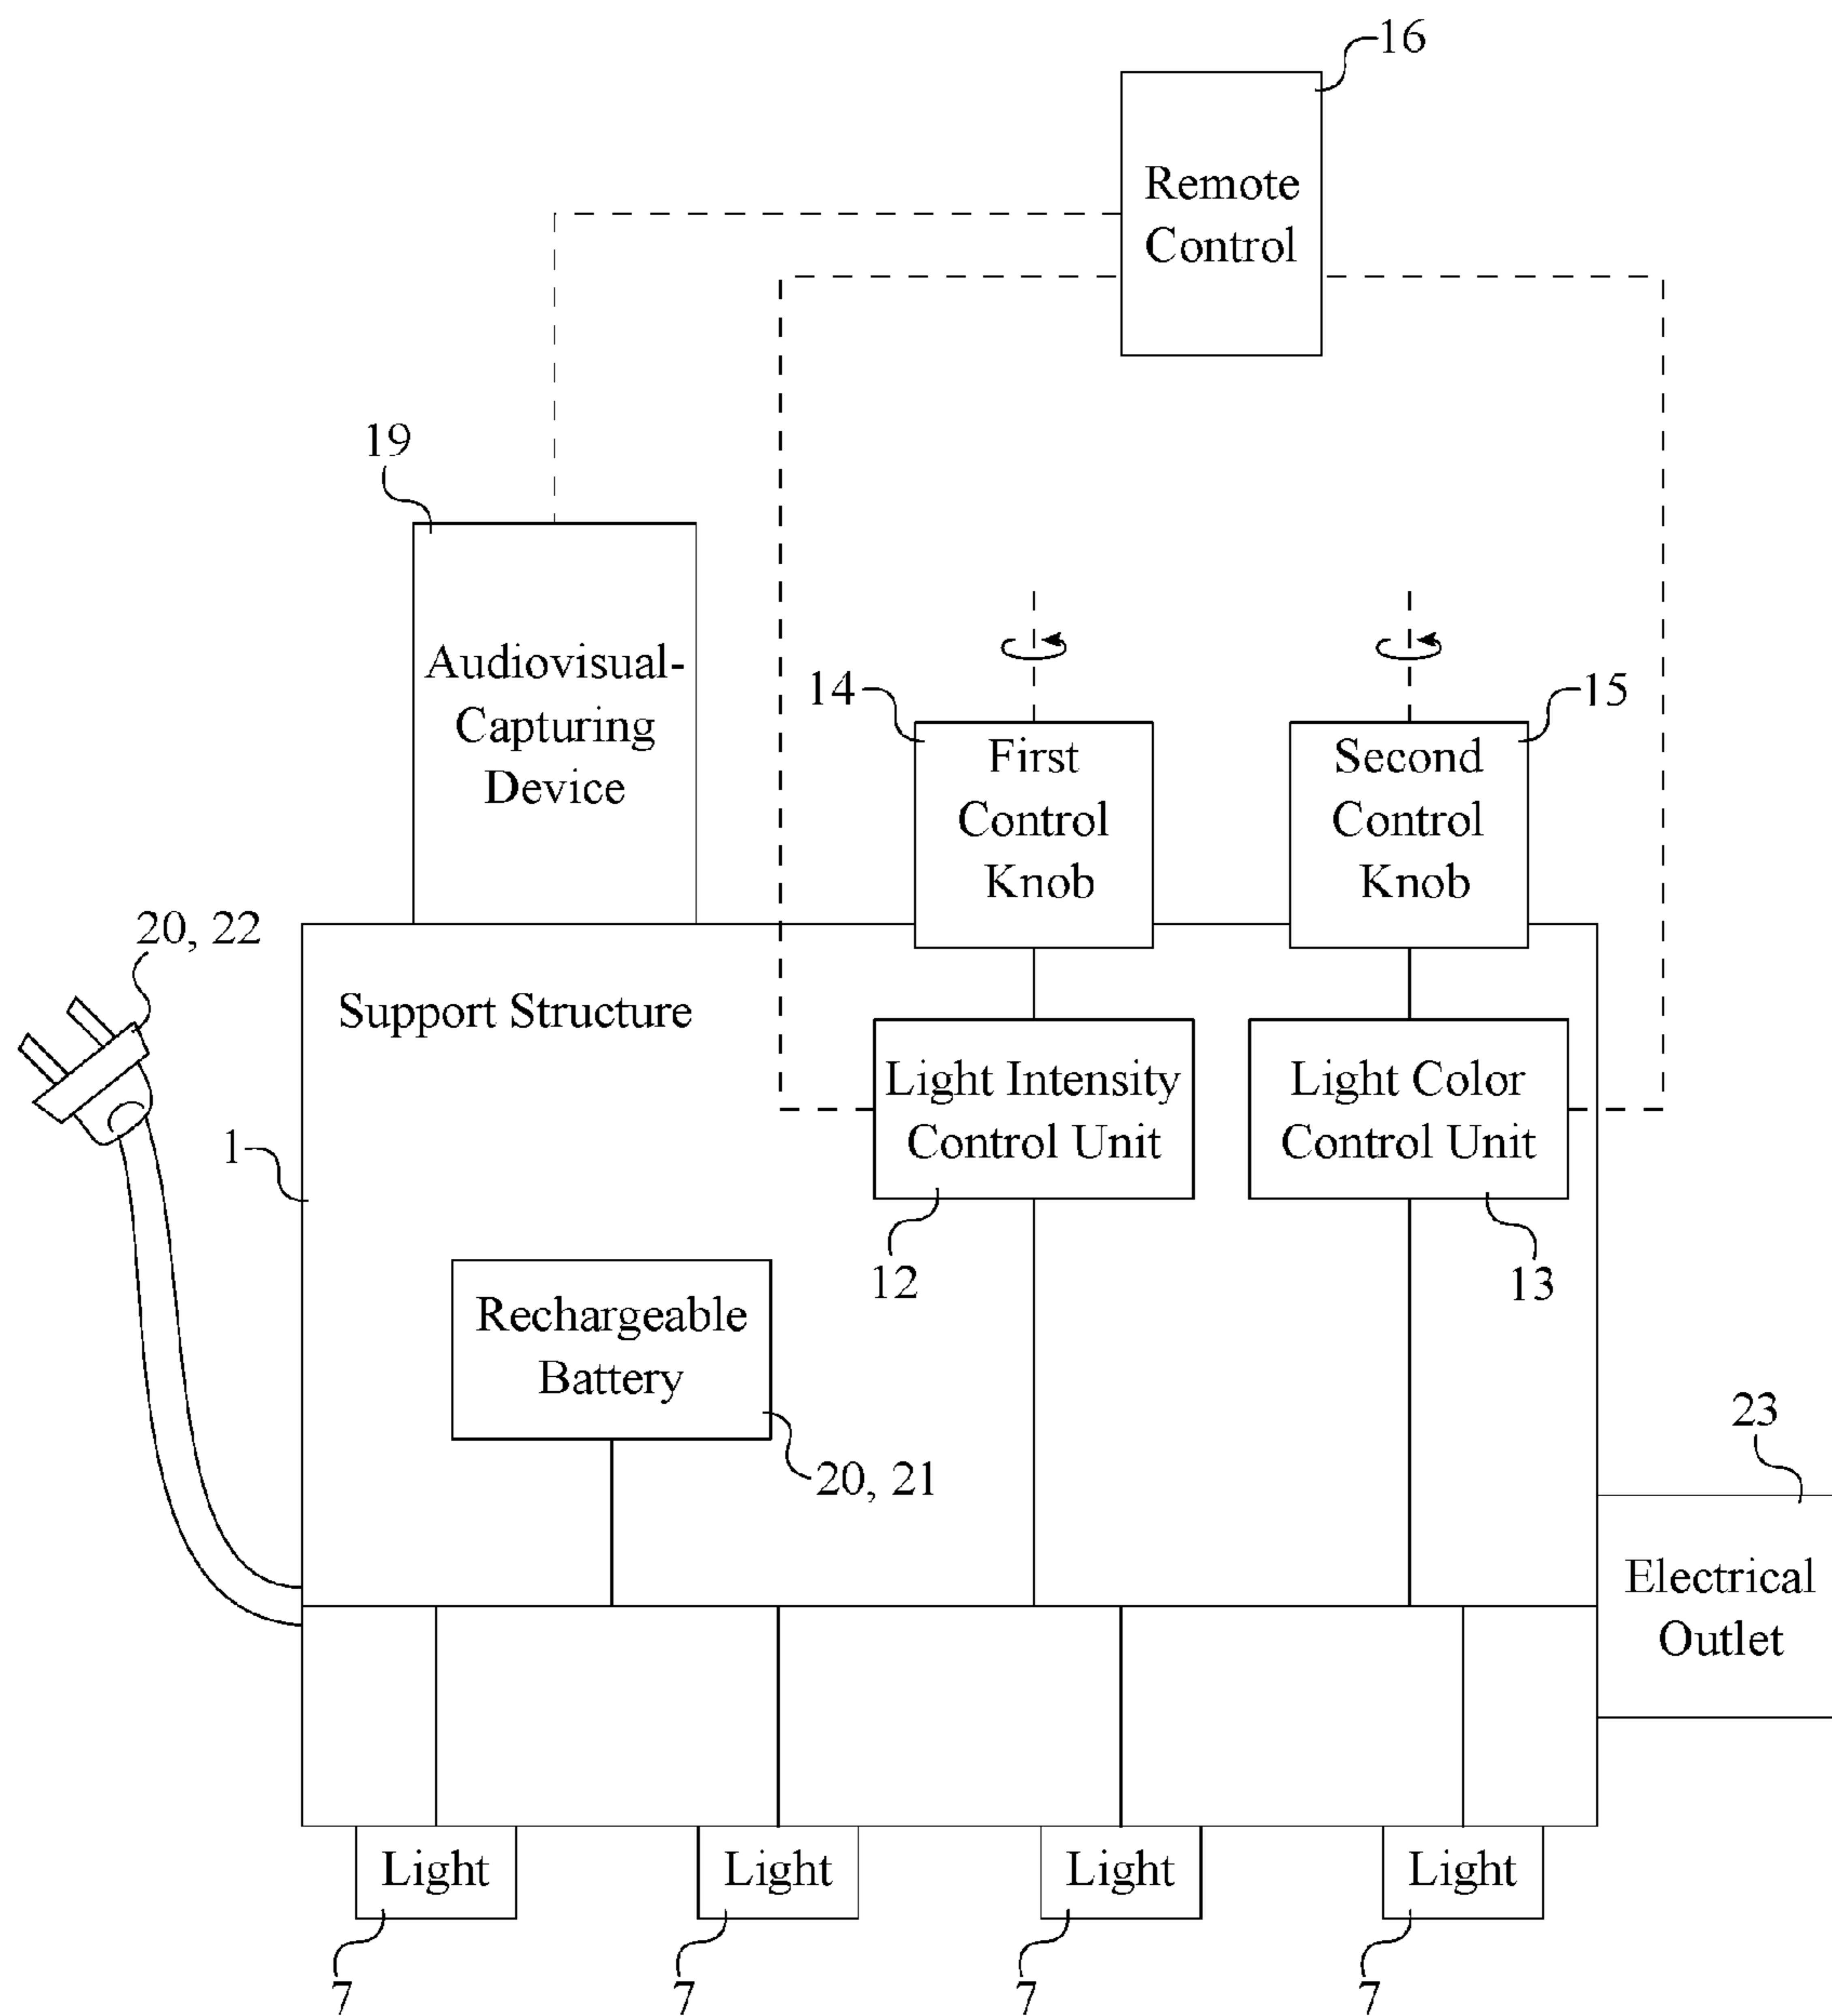 16
Remote
Control
19
Audiovisual-
Capturing
Device
14
First
Control
Knob
15
Second
Control
Knob
20, 22
Support Structure
1
Light Intensity
Control Unit
12
Light Color
Control Unit
13
Rechargeable
Battery
20, 21
23
Electrical
Outlet
Light
Light
Light
Light
7
7
7
7